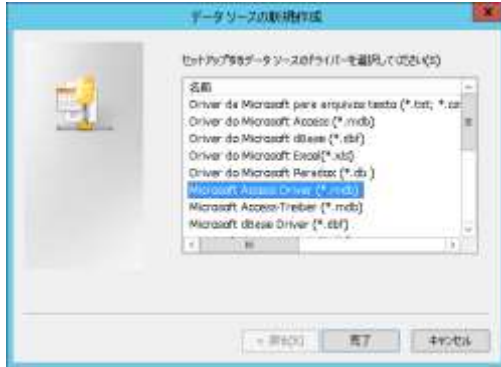 データ ソースの新規作成
セットアップするデータ ソースのドライバーを選択してください(S)
名前
Driver da Microsoft para arquivos texto (*.txt; *.csv
Driver do Microsoft Access (*.mdb)
Driver do Microsoft dBase (*.dbf)
Driver do Microsoft Excel(*.xls)
Driver do Microsoft Paradox (*.db )
Microsoft Access Driver (*.mdb)
Microsoft Access-Treiber (*.mdb)
Microsoft dBase Driver (*.dbf)
< 戻る(B)
完了
キャンセル